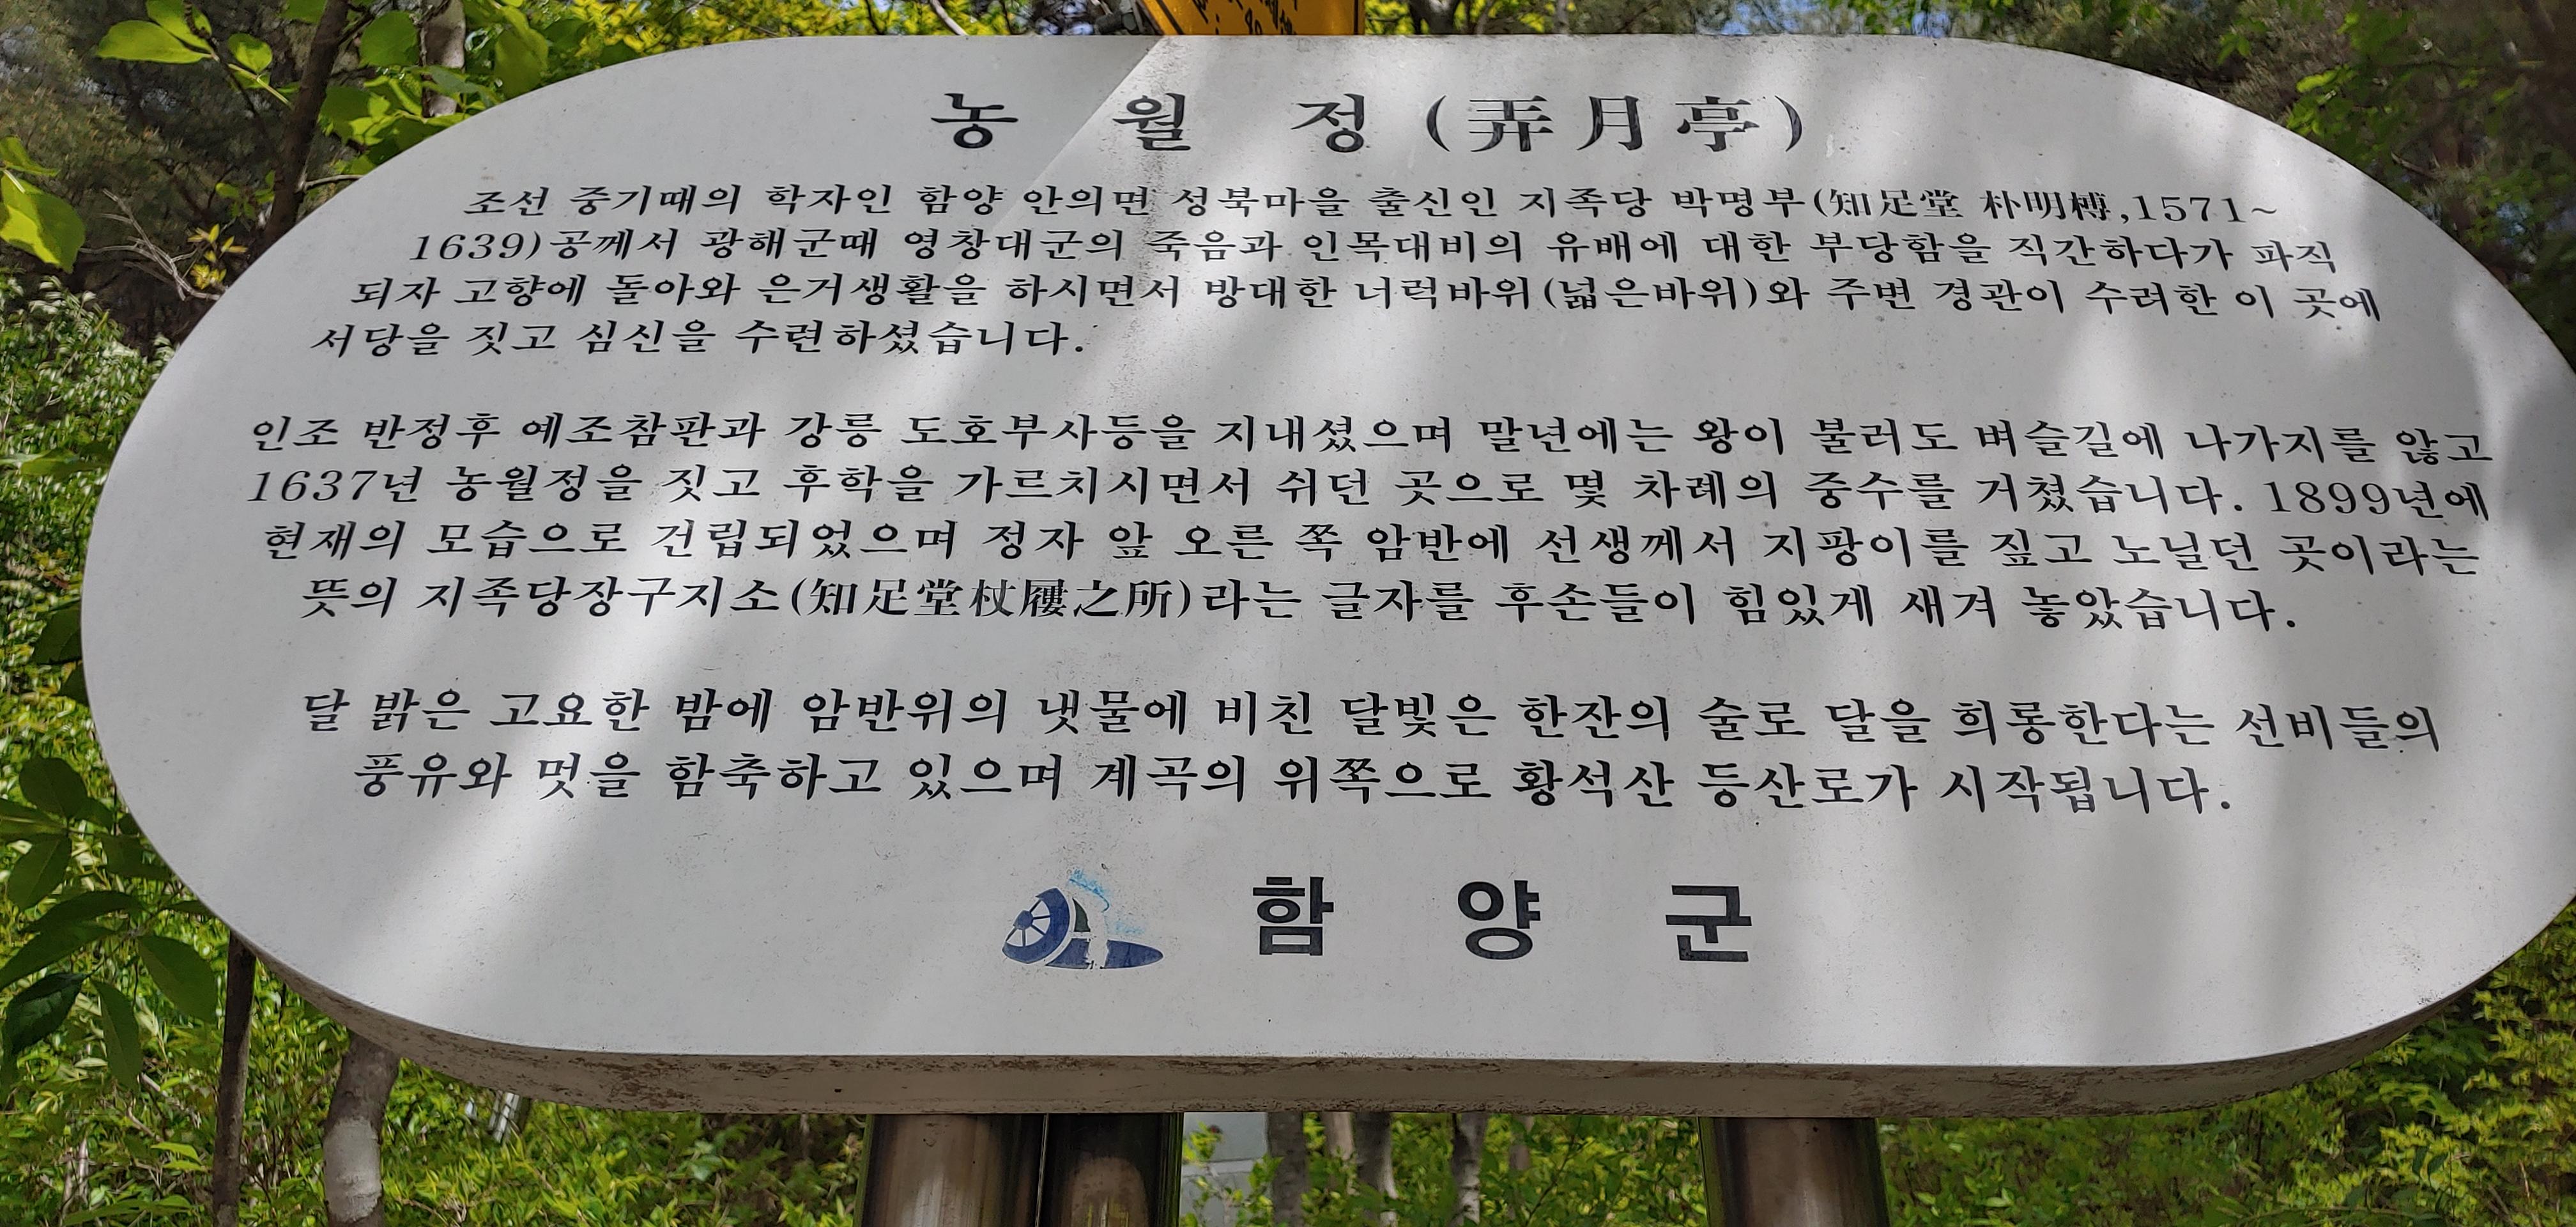 농 월 정 (弄月亭)
조선 중기때의 학자인 함양 안의면 성북마을 출신인 지족당 박명부(知足堂 朴明榑,1571~
1639)공께서 광해군때 영창대군의 죽음과 인목대비의 유배에 대한 부당함을 직간하다가 파직
되자 고향에 돌아와 은거생활을 하시면서 방대한 너럭바위(넓은바위)와 주변 경관이 수려한 이 곳에
서당을 짓고 심신을 수련하셨습니다.
인조 반정후 예조참판과 강릉 도호부사등을 지내셨으며 말년에는 왕이 불러도 벼슬길에 나가지를 않고
1637년 농월정을 짓고 후학을 가르치시면서 쉬던 곳으로 몇 차례의 중수를 거쳤습니다. 1899년에
현재의 모습으로 건립되었으며 정자 앞 오른 쪽 암반에 선생께서 지팡이를 짚고 노닐던 곳이라는
뜻의 지족당장구지소(知足堂杖屨之所)라는 글자를 후손들이 힘있게 새겨 놓았습니다.
달 밝은 고요한 밤에 암반위의 냇물에 비친 달빛은 한잔의 술로 달을 희롱한다는 선비들의
풍유와 멋을 함축하고 있으며 계곡의 위쪽으로 황석산 등산로가 시작됩니다.
함 양 군